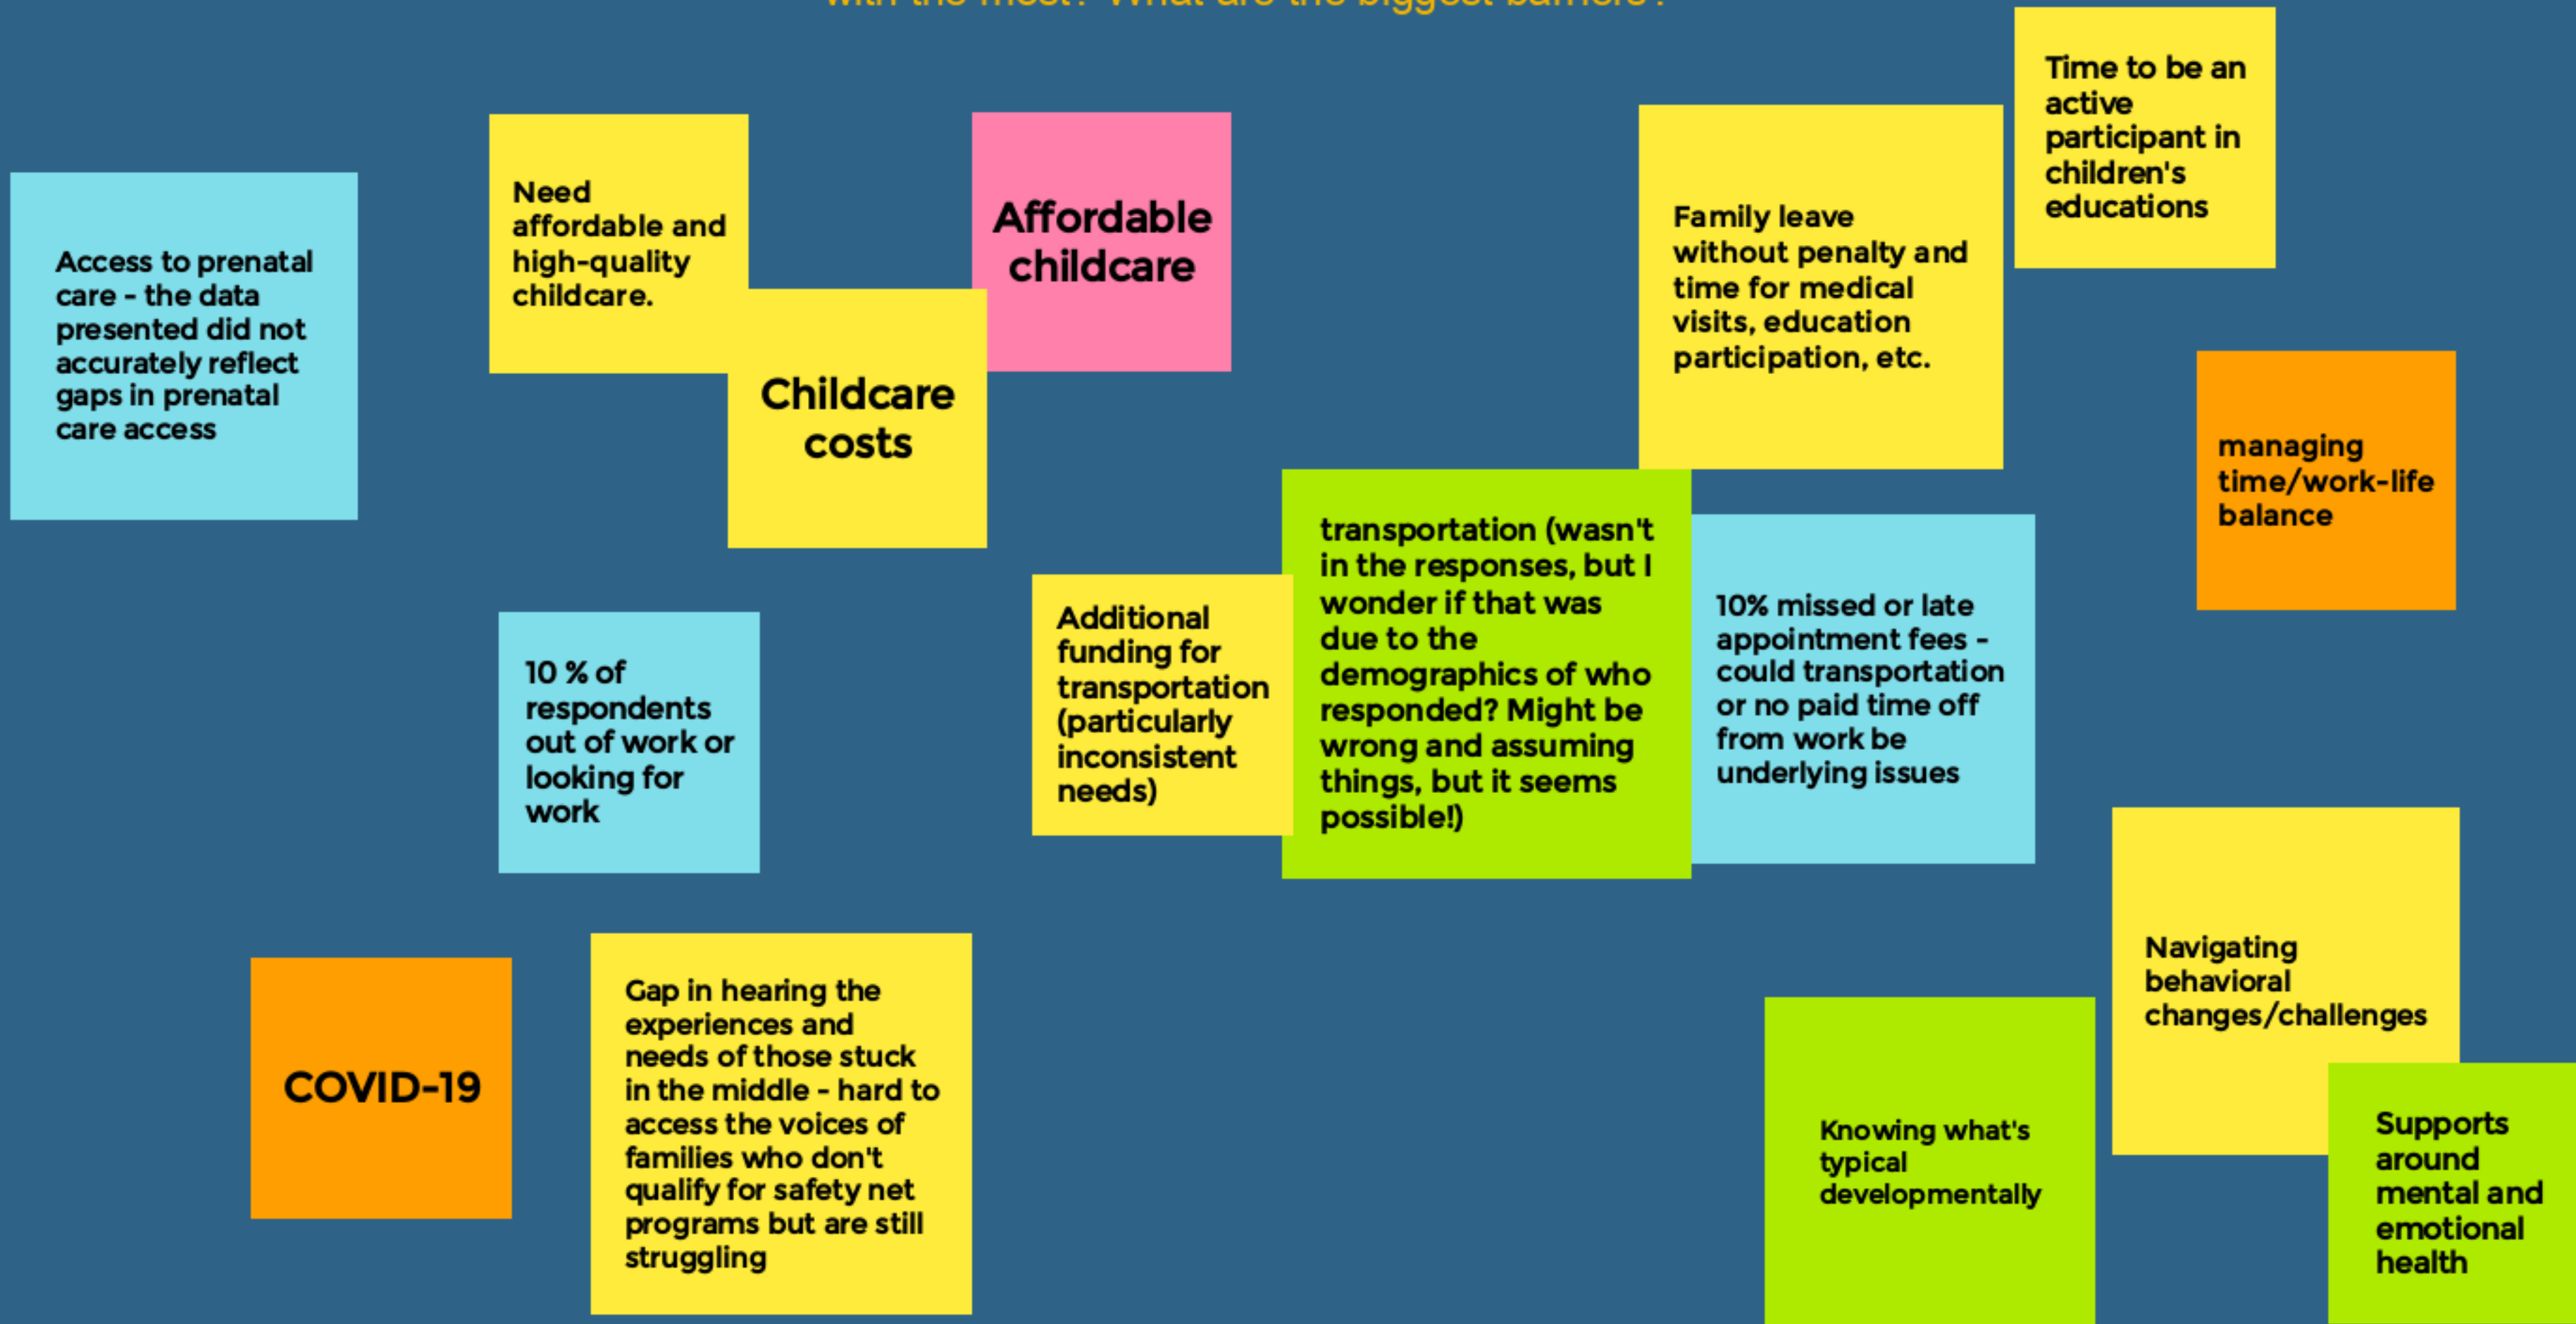 with the most? What are the biggest barriers?
Time to be an
active
participant in
children's
educations
Need
affordable and
high-quality
childcare.
Affordable
childcare
Family leave
without penalty and
time for medical
visits, education
participation, etc.
Access to prenatal
care - the data
presented did not
accurately reflect
gaps in prenatal
care access
Childcare
costs
managing
time/work-life
balance
transportation (wasn't
in the responses, but I
wonder if that was
due to the
demographics of who
responded? Might be
wrong and assuming
things, but it seems
possible!)
Additional
funding for
transportation
(particularly
inconsistent
needs)
10% missed or late
appointment fees -
could transportation
or no paid time off
from work be
underlying issues
10 % of
respondents
out of work or
looking for
work
Navigating
behavioral
changes/challenges
COVID-19
Gap in hearing the
experiences and
needs of those stuck
in the middle - hard to
access the voices of
families who don't
qualify for safety net
programs but are still
struggling
Knowing what's
typical
developmentally
Supports
around
mental and
emotional
health